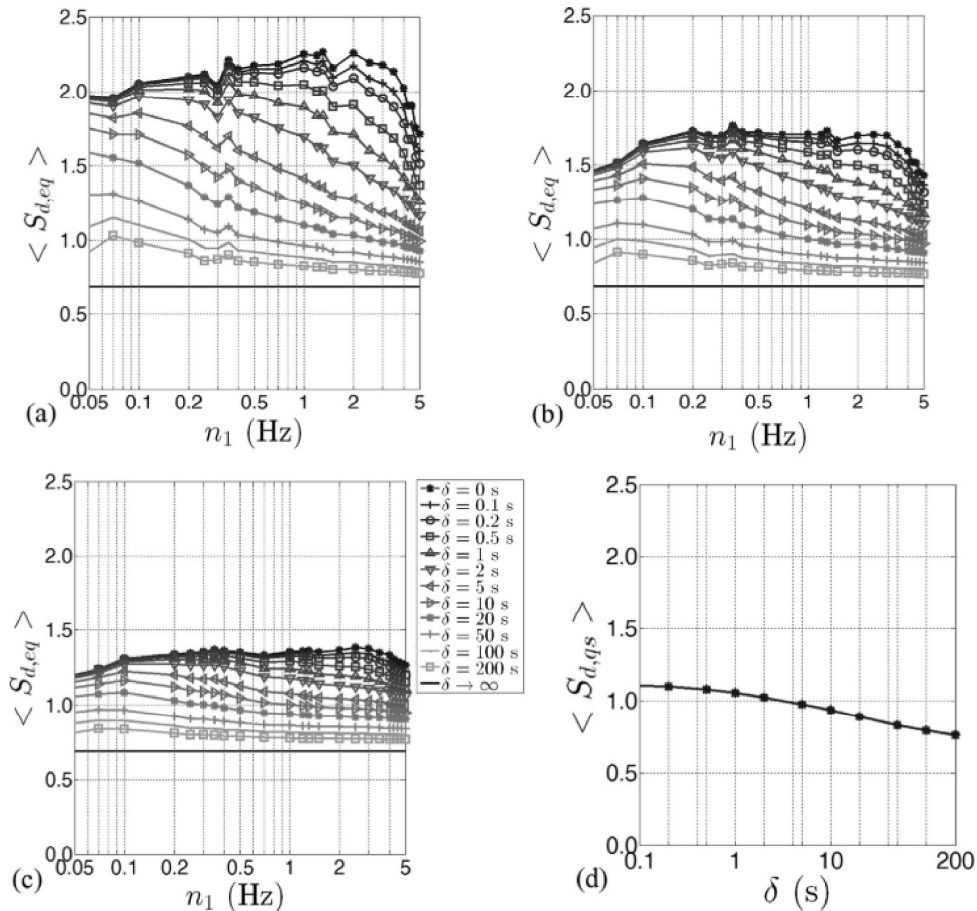 2.5
2.0
1.5
1.0
0.5
0.0
< S_{d,eq} >
0.05 0.1 0.2 0.5 1 2 5
(a)
n_1 (Hz)
2.5
2.0
1.5
1.0
0.5
0.0
< S_{d,eq} >
0.05 0.1 0.2 0.5 1 2 5
(b)
n_1 (Hz)
2.5
2.0
1.5
1.0
0.5
0.0
< S_{d,eq} >
0.05 0.1 0.2 0.5 1 2 5
(c)
n_1 (Hz)
δ = 0 s
δ = 0.1 s
δ = 0.2 s
δ = 0.5 s
δ = 1 s
δ = 2 s
δ = 5 s
δ = 10 s
δ = 20 s
δ = 50 s
δ = 100 s
δ = 200 s
δ → ∞
2.5
2.0
1.5
1.0
0.5
0.0
< S_{d,qs} >
0.1 1 10 200
(d)
δ (s)